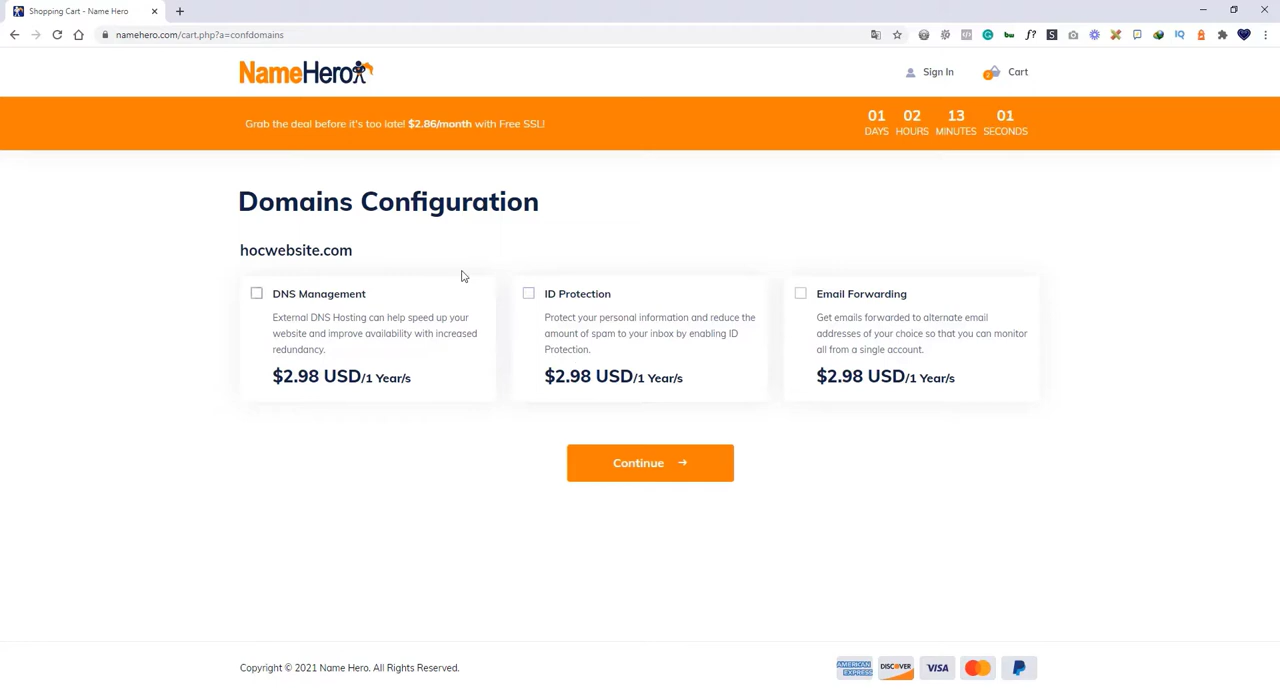 Shopping Cart - Name Hero
namehero.com/cart.php?a=confdomains
NameHero
Sign In
2
Cart
Grab the deal before it's too late! $2.86/month with Free SSL!
01 02 13 01
DAYS HOURS MINUTES SECONDS
Domains Configuration
hocwebsite.com
DNS Management
External DNS Hosting can help speed up your
website and improve availability with increased
redundancy.
$2.98 USD/1 Year/s
ID Protection
Protect your personal information and reduce the
amount of spam to your inbox by enabling ID
Protection.
$2.98 USD/1 Year/s
Email Forwarding
Get emails forwarded to alternate email
addresses of your choice so that you can monitor
all from a single account.
$2.98 USD/1 Year/s
Continue →
Copyright © 2021 Name Hero. All Rights Reserved.
AMERICAN EXPRESS
DISCOVER
VISA